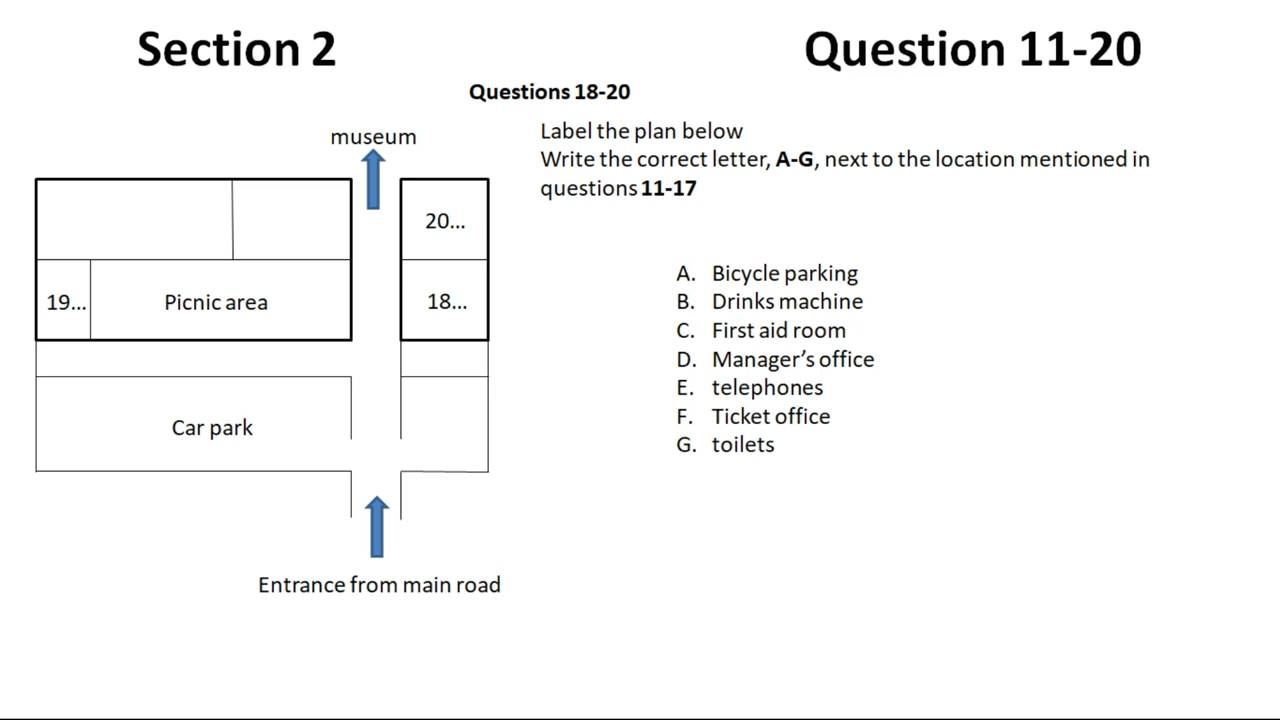 Section 2
Question 11-20
Questions 18-20
Label the plan below
Write the correct letter, A-G, next to the location mentioned in
questions 11-17
museum
20...
19...
Picnic area
18...
Car park
Entrance from main road
A. Bicycle parking
B. Drinks machine
C. First aid room
D. Manager’s office
E. telephones
F. Ticket office
G. toilets